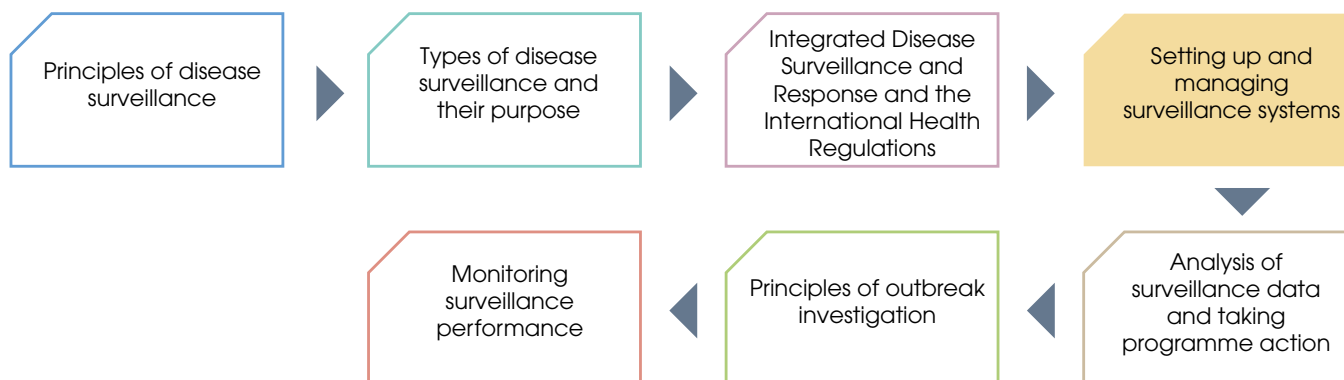 Principles of disease
surveillance
Types of disease
surveillance and
their purpose
Integrated Disease
Surveillance and
Response and the
International Health
Regulations
Setting up and
managing
surveillance systems
Analysis of
surveillance data
and taking
programme action
Principles of outbreak
investigation
Monitoring
surveillance
performance